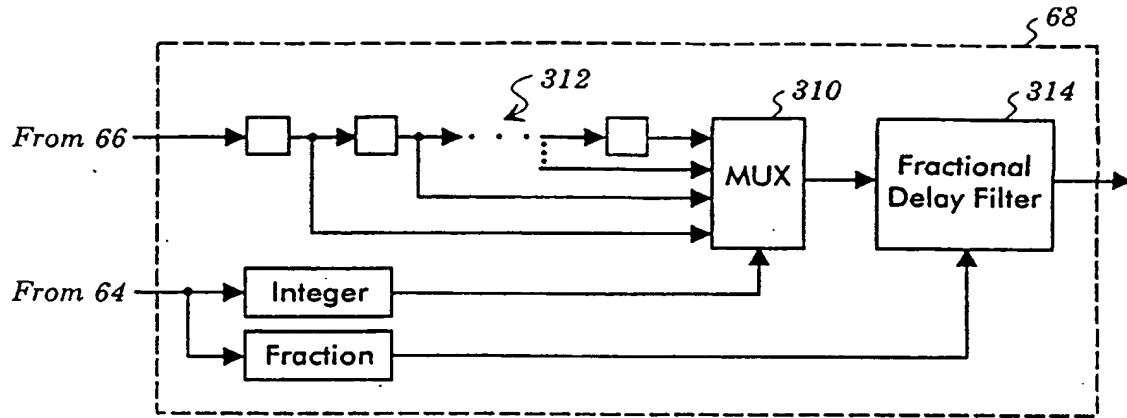 68
312
310
314
From 66
MUX
Fractional
Delay Filter
From 64
Integer
Fraction